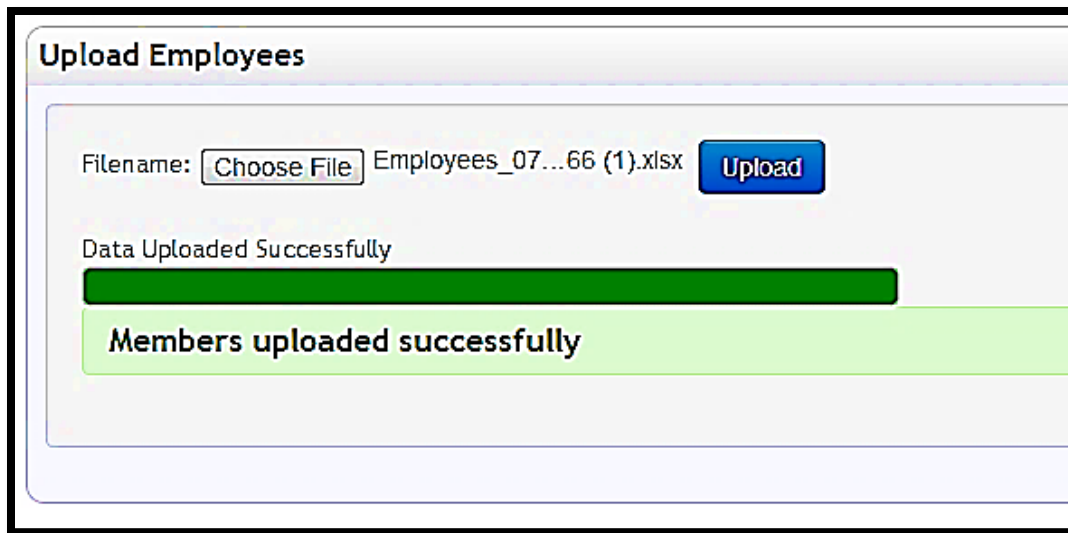 Upload Employees
Filename: Choose File Employees_07...66 (1).xlsx Upload
Data Uploaded Successfully
Members uploaded successfully